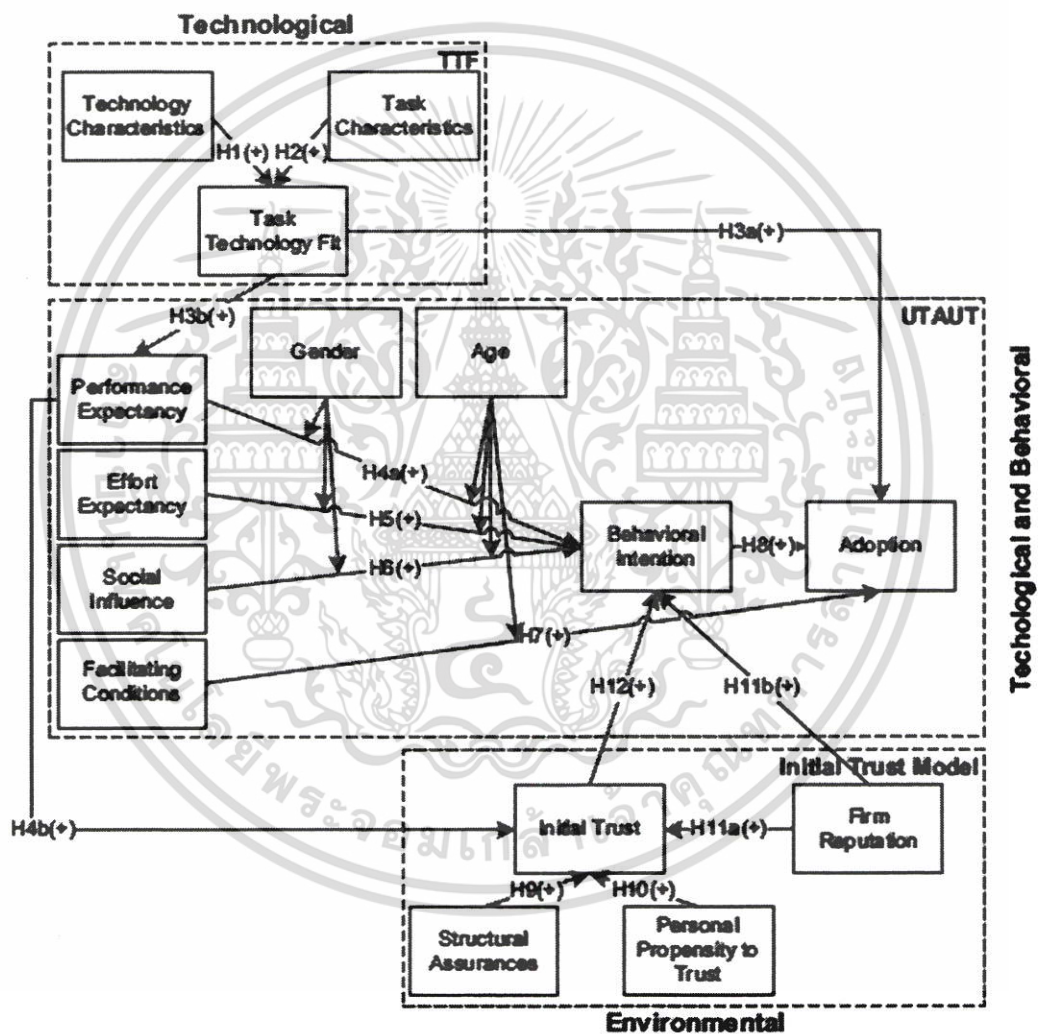 Technological
TTF
Technology
Characteristics
Task
Characteristics
H1(+)
H2(+)
Task
Technology Fit
H3a(+)
H3b(+)
UTAUT
Gender
Age
Performance
Expectancy
H4a(+)
Effort
Expectancy
H5(+)
Behavioral
Intention
H8(+)
Adoption
Social
Influence
H6(+)
H7(+)
Facilitating
Conditions
H12(+)
H11b(+)
Techological and Behavioral
Initial Trust Model
H4b(+)
Initial Trust
H11a(+)
Firm
Reputation
H9(+)
H10(+)
Structural
Assurances
Personal
Propensity to
Trust
Environmental